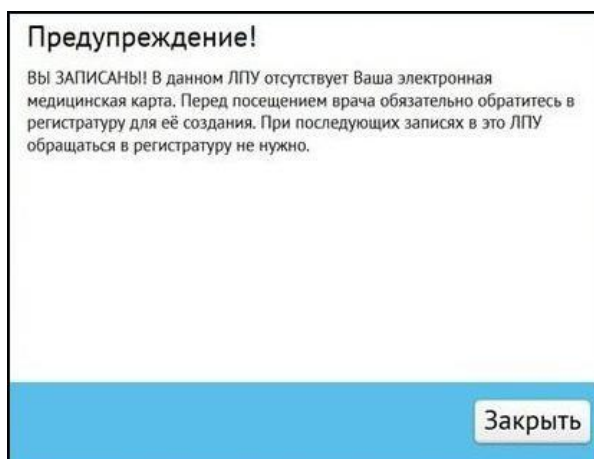 Предупреждение!
ВЫ ЗАПИСАНЫ! В данном ЛПУ отсутствует Ваша электронная
медицинская карта. Перед посещением врача обязательно обратитесь в
регистратуру для её создания. При последующих записях в это ЛПУ
обращаться в регистратуру не нужно.
Закрыть